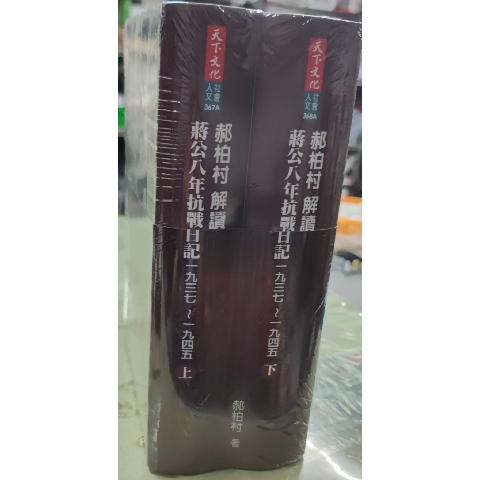 天下文化
社會
人文
367A
郝柏村 解讀
蔣公八年抗戰日記 一九三七~一九四五 上
天下文化
社會
人文
368A
郝柏村 解讀
蔣公八年抗戰日記 一九三七~一九四五 下
郝柏村 著